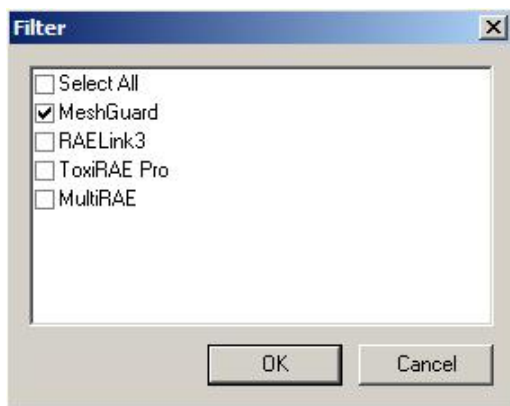 Filter
Select All
MeshGuard
RAELink3
ToxiRAE Pro
MultiRAE
OK Cancel